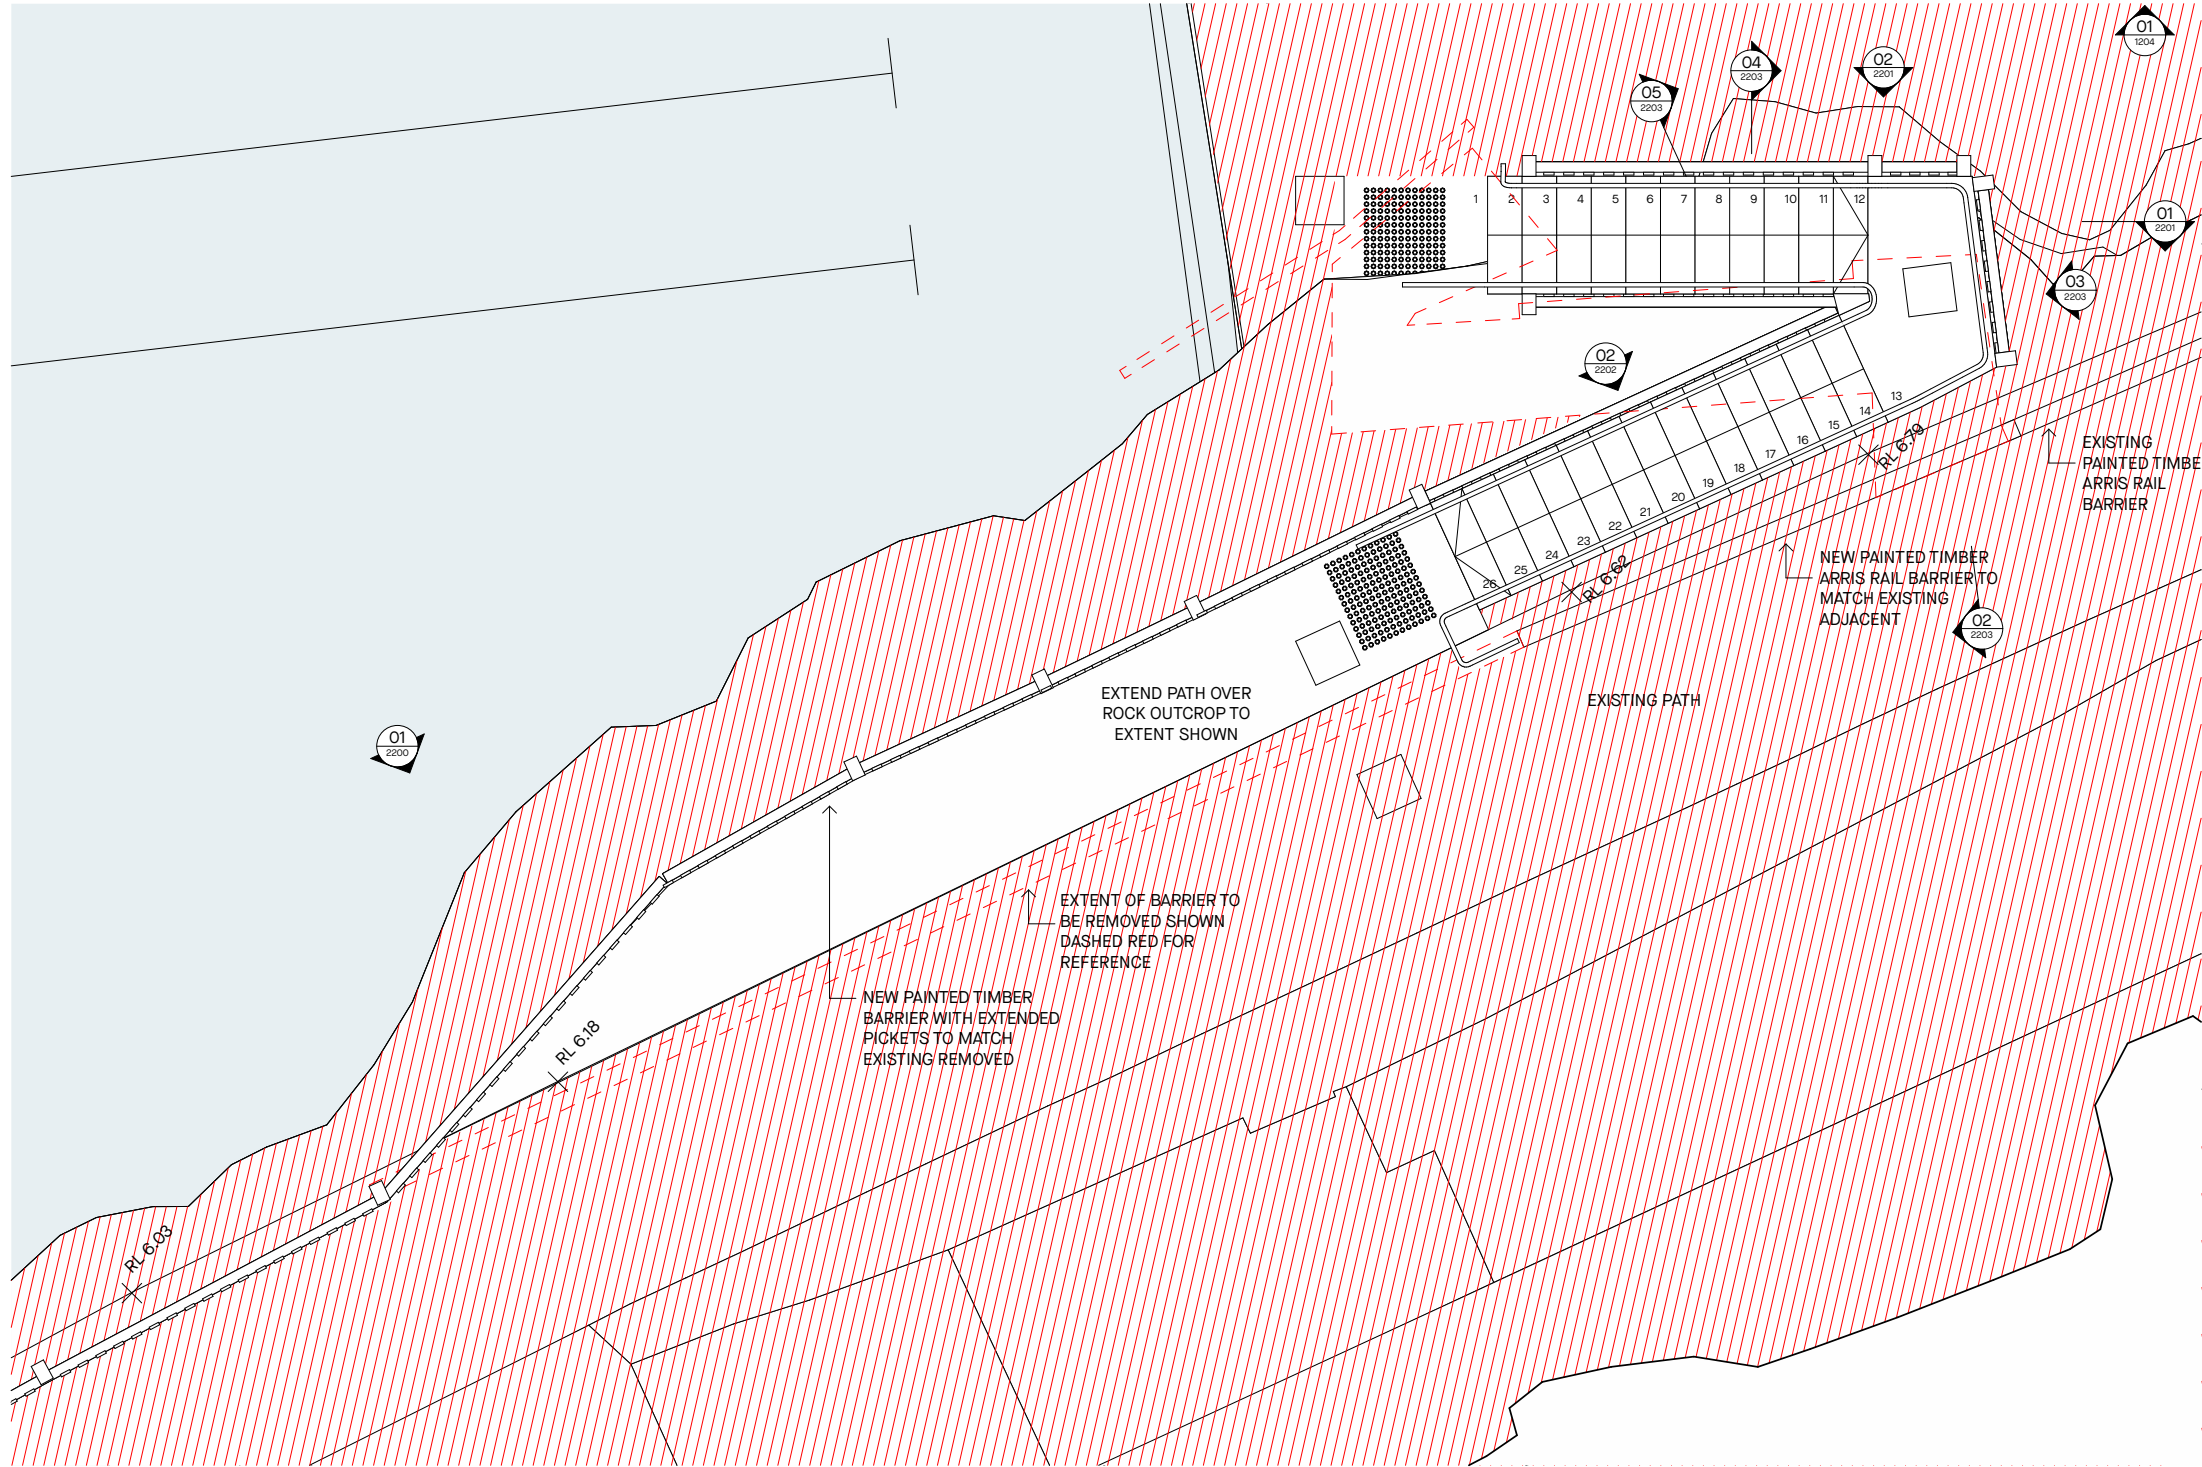 01
1204
04
2203
02
2201
05
2203
1 2 3 4 5 6 7 8 9 10 11 12
01
2201
03
2203
02
2202
13
14
15
16
17
18
19
20
21
22
23
24
25
26
RL 6.79
EXISTING
PAINTED TIMBE
ARRIS RAIL
BARRIER
NEW PAINTED TIMBER
ARRIS RAIL BARRIER TO
MATCH EXISTING
ADJACENT
RL 6.62
02
2203
EXTEND PATH OVER
ROCK OUTCROP TO
EXTENT SHOWN
EXISTING PATH
01
2200
EXTENT OF BARRIER TO
BE REMOVED SHOWN
DASHED RED FOR
REFERENCE
NEW PAINTED TIMBER
BARRIER WITH EXTENDED
PICKETS TO MATCH
EXISTING REMOVED
RL 6.18
RL 6.03